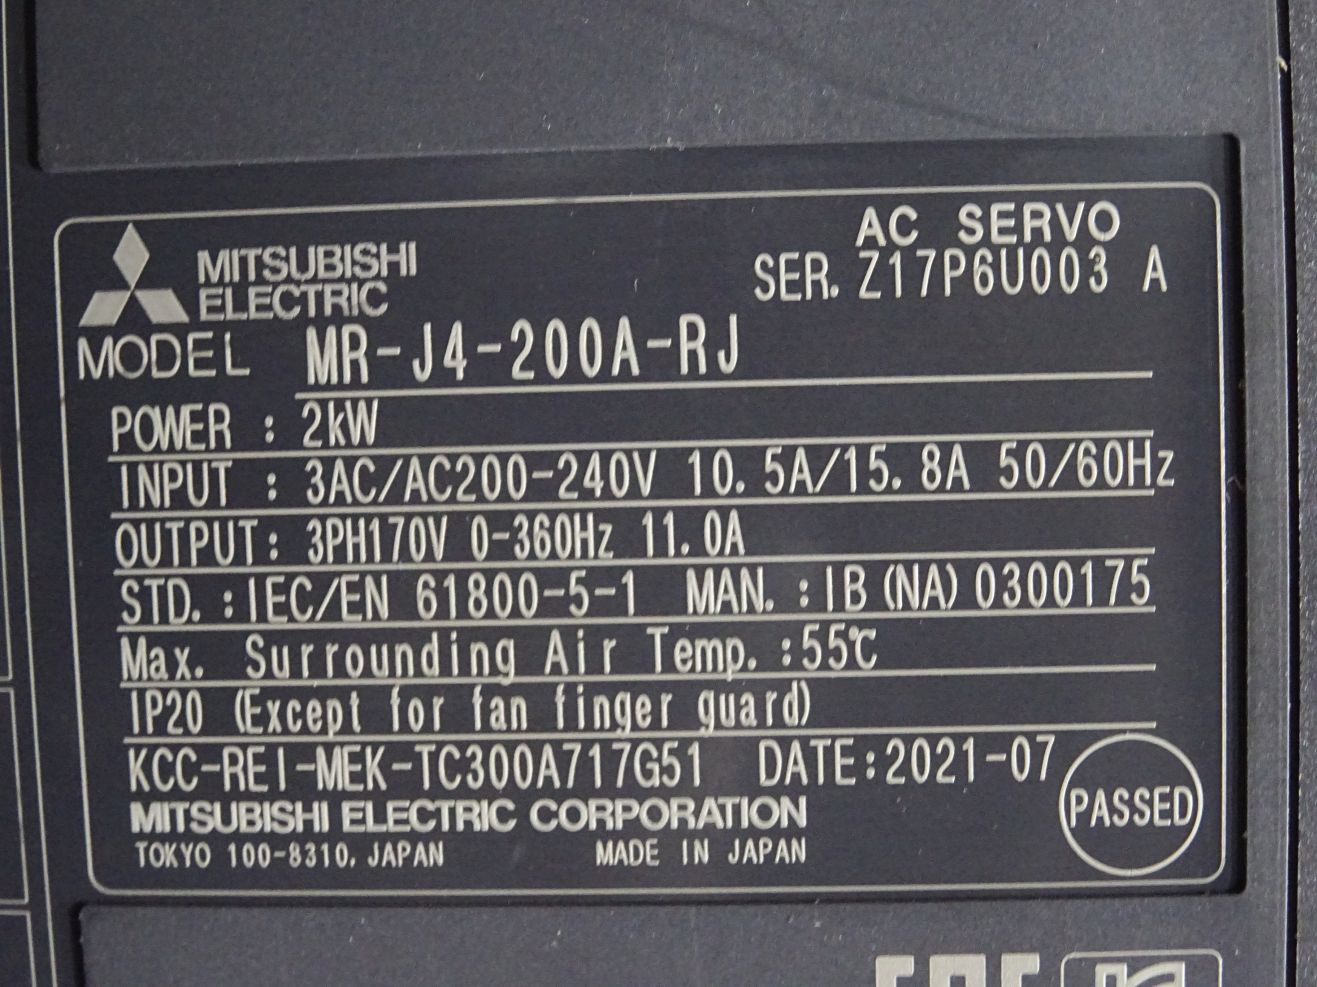 MITSUBISHI
ELECTRIC
AC SERVO
SER. Z17P6U003 A
MODEL MR-J4-200A-RJ
POWER : 2kW
INPUT : 3AC/AC200-240V 10.5A/15.8A 50/60Hz
OUTPUT: 3PH170V 0-360Hz 11.0A
STD. : IEC/EN 61800-5-1 MAN. : IB(NA)0300175
Max. Surrounding Air Temp. :55℃
IP20 (Except for fan finger guard)
KCC-REI-MEK-TC300A717G51 DATE:2021-07
PASSED
MITSUBISHI ELECTRIC CORPORATION
TOKYO 100-8310, JAPAN MADE IN JAPAN